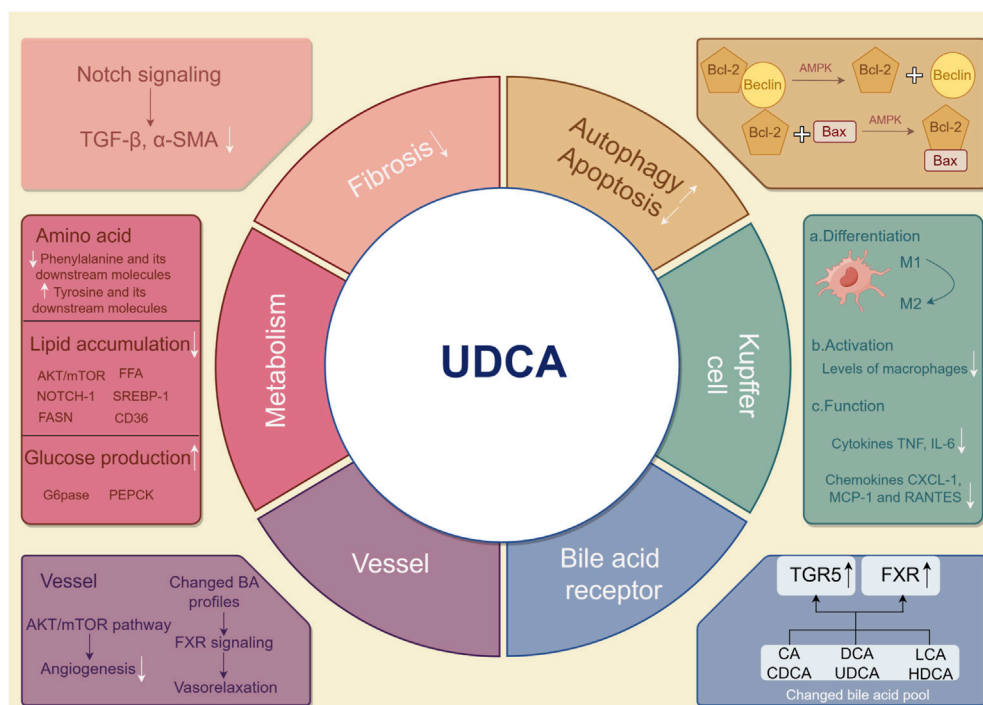 Notch signaling
TGF-β, α-SMA ↓
Amino acid
↓ Phenylalanine and its
downstream molecules
↑ Tyrosine and its
downstream molecules
Lipid accumulation ↓
AKT/mTOR FFA
NOTCH-1 SREBP-1
FASN CD36
Glucose production ↑
G6pase PEPCK
Vessel
AKT/mTOR pathway
Angiogenesis ↓
Changed BA
profiles
FXR signaling
Vasorelaxation
Fibrosis ↓
Autophagy
Apoptosis
Metabolism
UDCA
Kupffer
cell
Vessel
Bile acid
receptor
Bcl-2 Beclin AMPK Bcl-2 + Beclin
Bcl-2 + Bax AMPK Bcl-2
Bax
a.Differentiation
M1
M2
b.Activation
Levels of macrophages ↓
c.Function
Cytokines TNF, IL-6 ↓
Chemokines CXCL-1,
MCP-1 and RANTES ↓
TGR5 ↑ FXR ↑
CA DCA LCA
CDCA UDCA HDCA
Changed bile acid pool